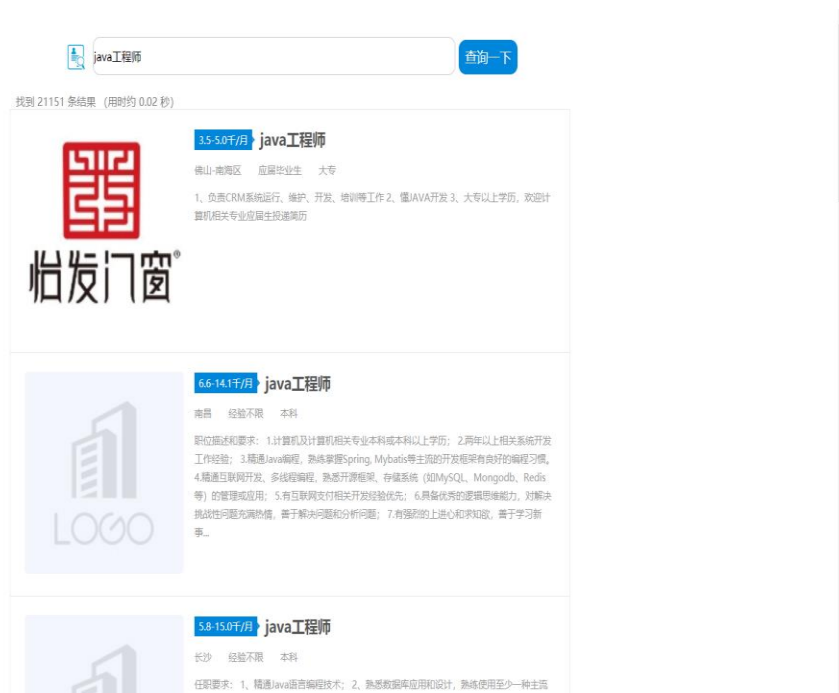 java工程师
查询一下
找到 21151 条结果 (用时约 0.02 秒)
3.5-5.0千/月 java工程师
佛山-南海区 应届毕业生 大专
1、负责CRM系统运行、维护、开发、培训等工作 2、懂JAVA开发 3、大专以上学历，欢迎计
算机相关专业应届生投递简历
怡发门窗®
6.6-14.1千/月 java工程师
南昌 经验不限 本科
职位描述和要求： 1.计算机及计算机相关专业本科或本科以上学历； 2.两年以上相关系统开发
工作经验； 3.精通Java编程，熟练掌握Spring, Mybatis等主流的开发框架有良好的编程习惯。
4.精通互联网开发、多线程编程，熟悉开源框架、存储系统（如MySQL、Mongodb、Redis
等）的管理或应用； 5.有互联网支付相关开发经验优先； 6.具备优秀的逻辑思维能力，对解决
挑战性问题充满热情，善于解决问题和分析问题； 7.有强烈的上进心和求知欲，善于学习新
事...
LOGO
5.8-15.0千/月 java工程师
长沙 经验不限 本科
任职要求： 1、精通Java语言编程技术； 2、熟悉数据库应用和设计，熟练使用至少一种主流